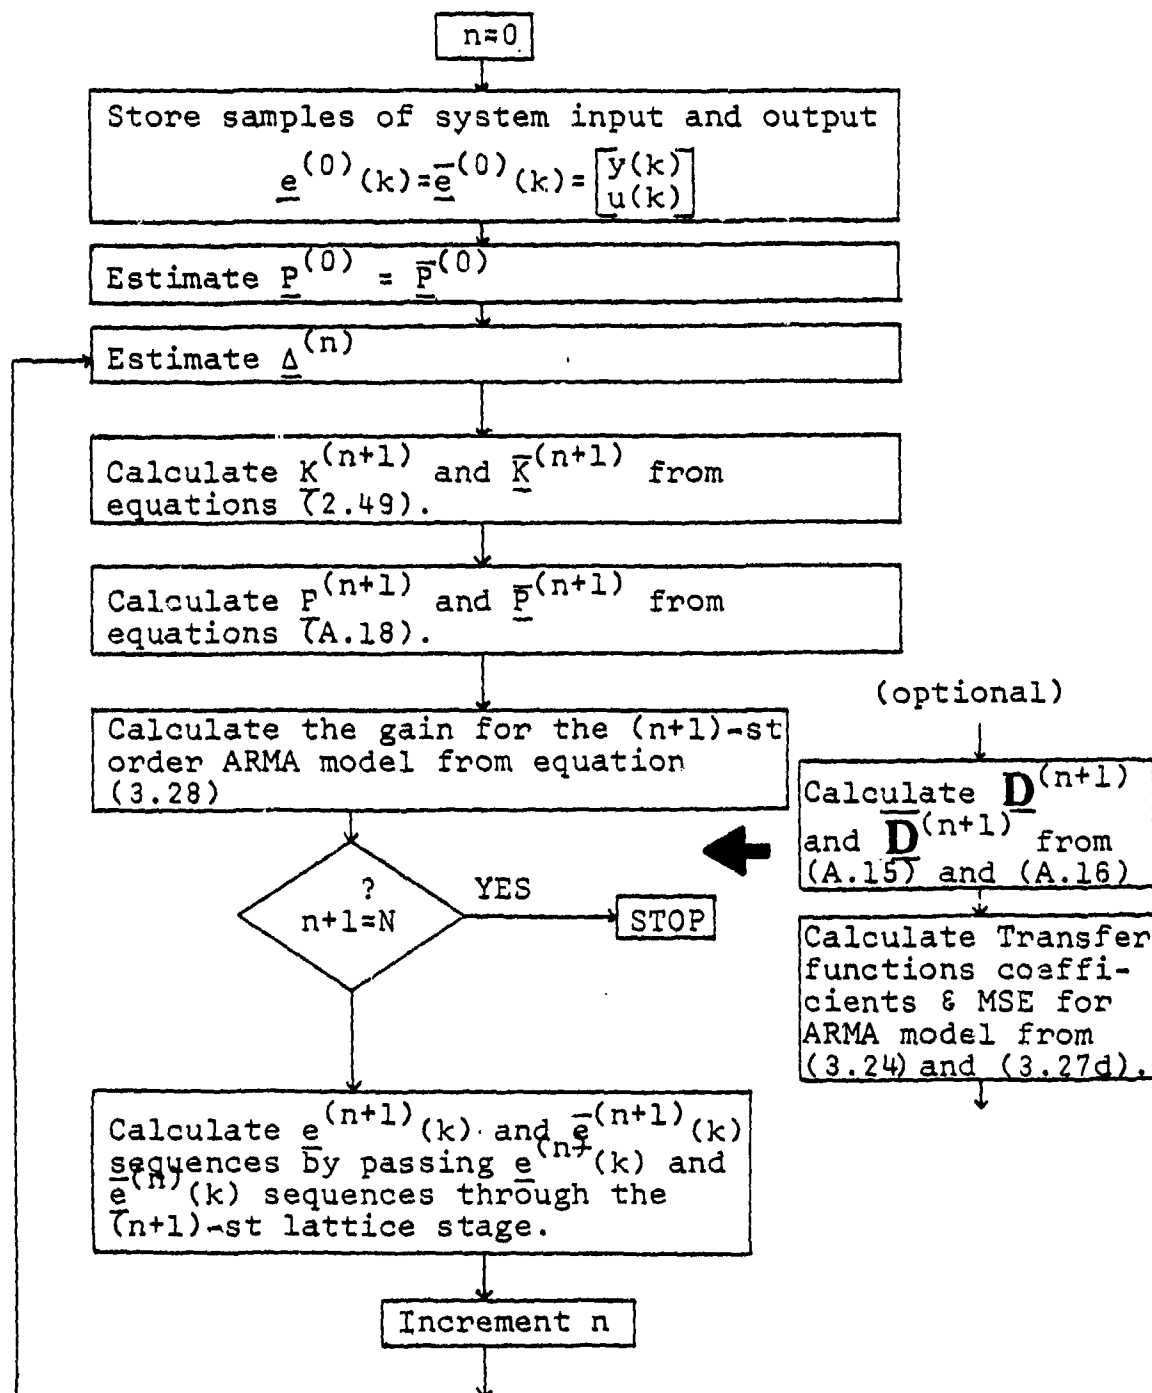 n=0
Store samples of system input and output
e^(0)(k)=e̅^(0)(k)=[y(k)
u(k)]
Estimate P^(0) = P̅^(0)
Estimate Δ^(n)
Calculate K^(n+1) and K̅^(n+1) from
equations (2.49).
Calculate P^(n+1) and P̅^(n+1) from
equations (A.18).
Calculate the gain for the (n+1)-st
order ARMA model from equation
(3.28)
?
n+1=N
YES
STOP
(optional)
Calculate D^(n+1)
and D̅^(n+1) from
(A.15) and (A.16)
Calculate Transfer
functions coeffi-
cients & MSE for
ARMA model from
(3.24) and (3.27d).
Calculate e^(n+1)(k) and e̅^(n+1)(k)
sequences by passing e^(n)(k) and
e̅^(n)(k) sequences through the
(n+1)-st lattice stage.
Increment n